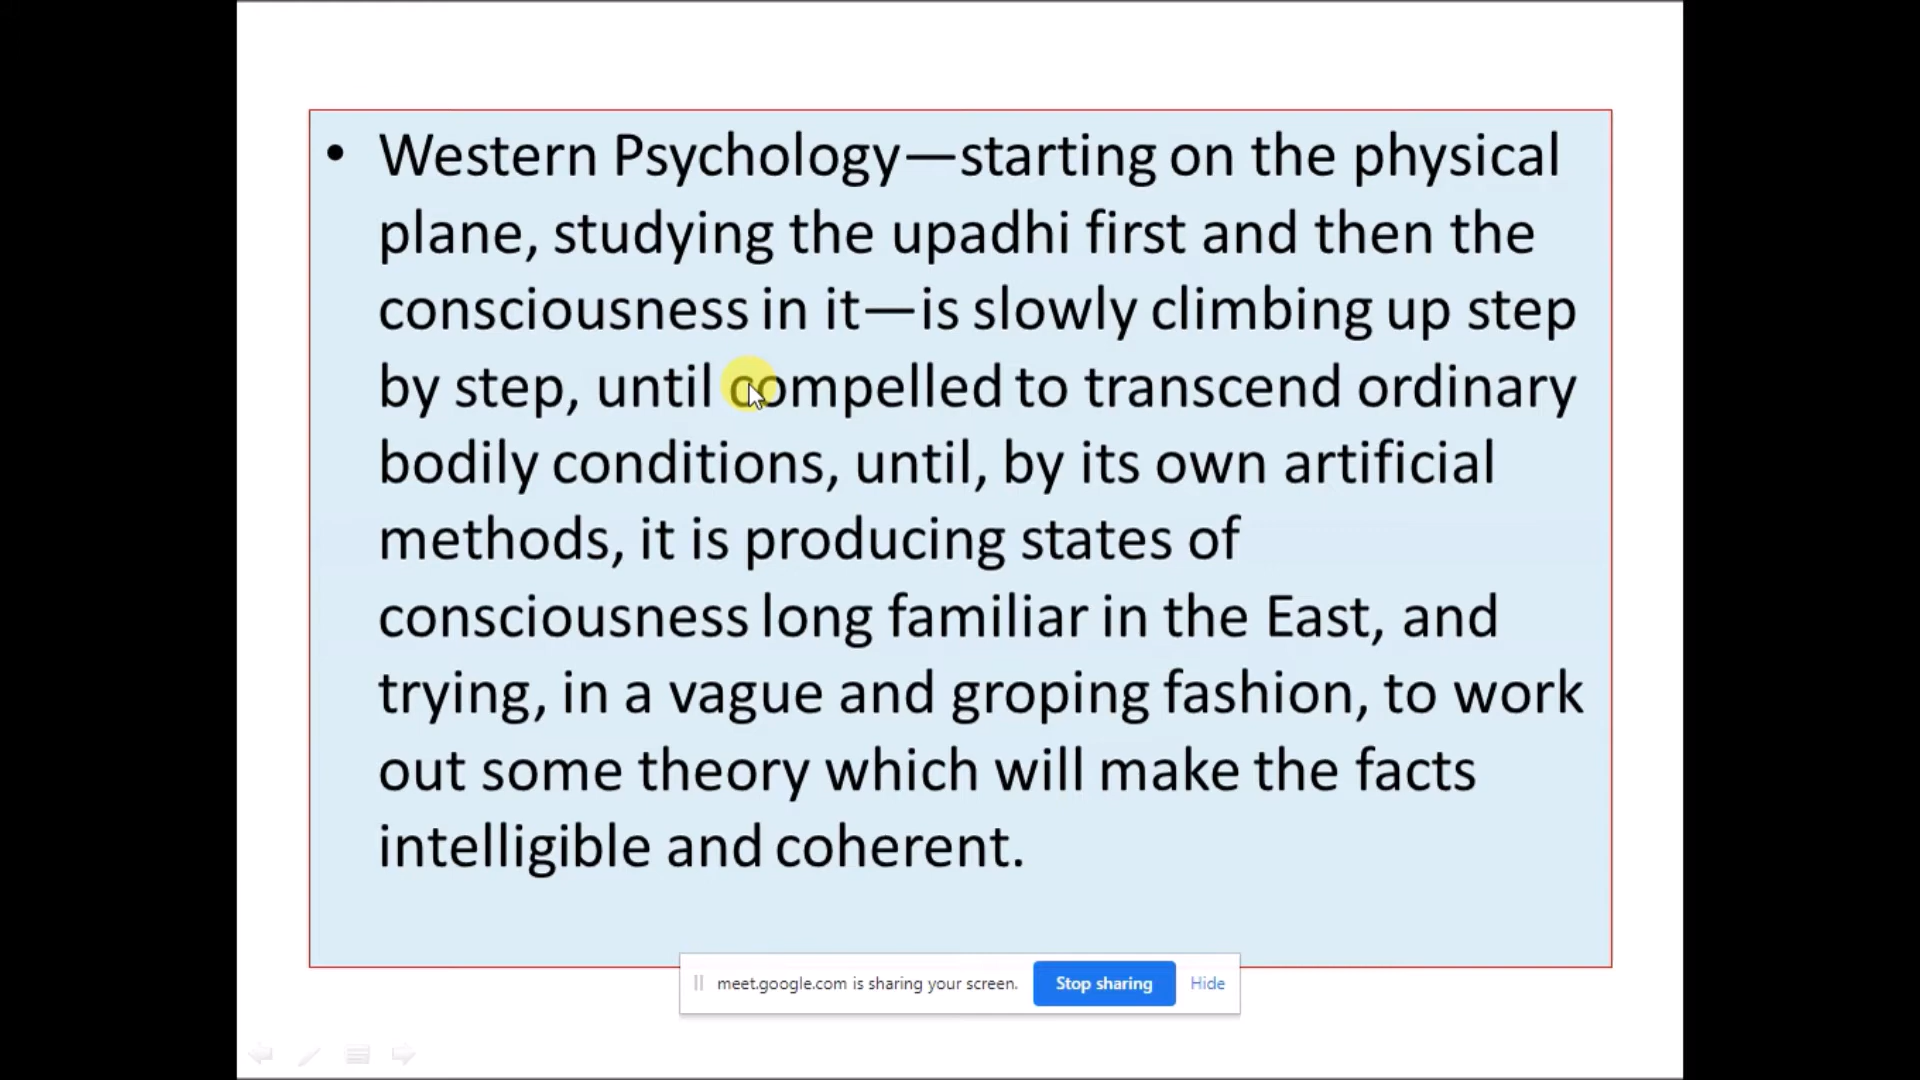 • Western Psychology—starting on the physical
plane, studying the upadhi first and then the
consciousness in it—is slowly climbing up step
by step, until compelled to transcend ordinary
bodily conditions, until, by its own artificial
methods, it is producing states of
consciousness long familiar in the East, and
trying, in a vague and groping fashion, to work
out some theory which will make the facts
intelligible and coherent.
meet.google.com is sharing your screen. Stop sharing Hide